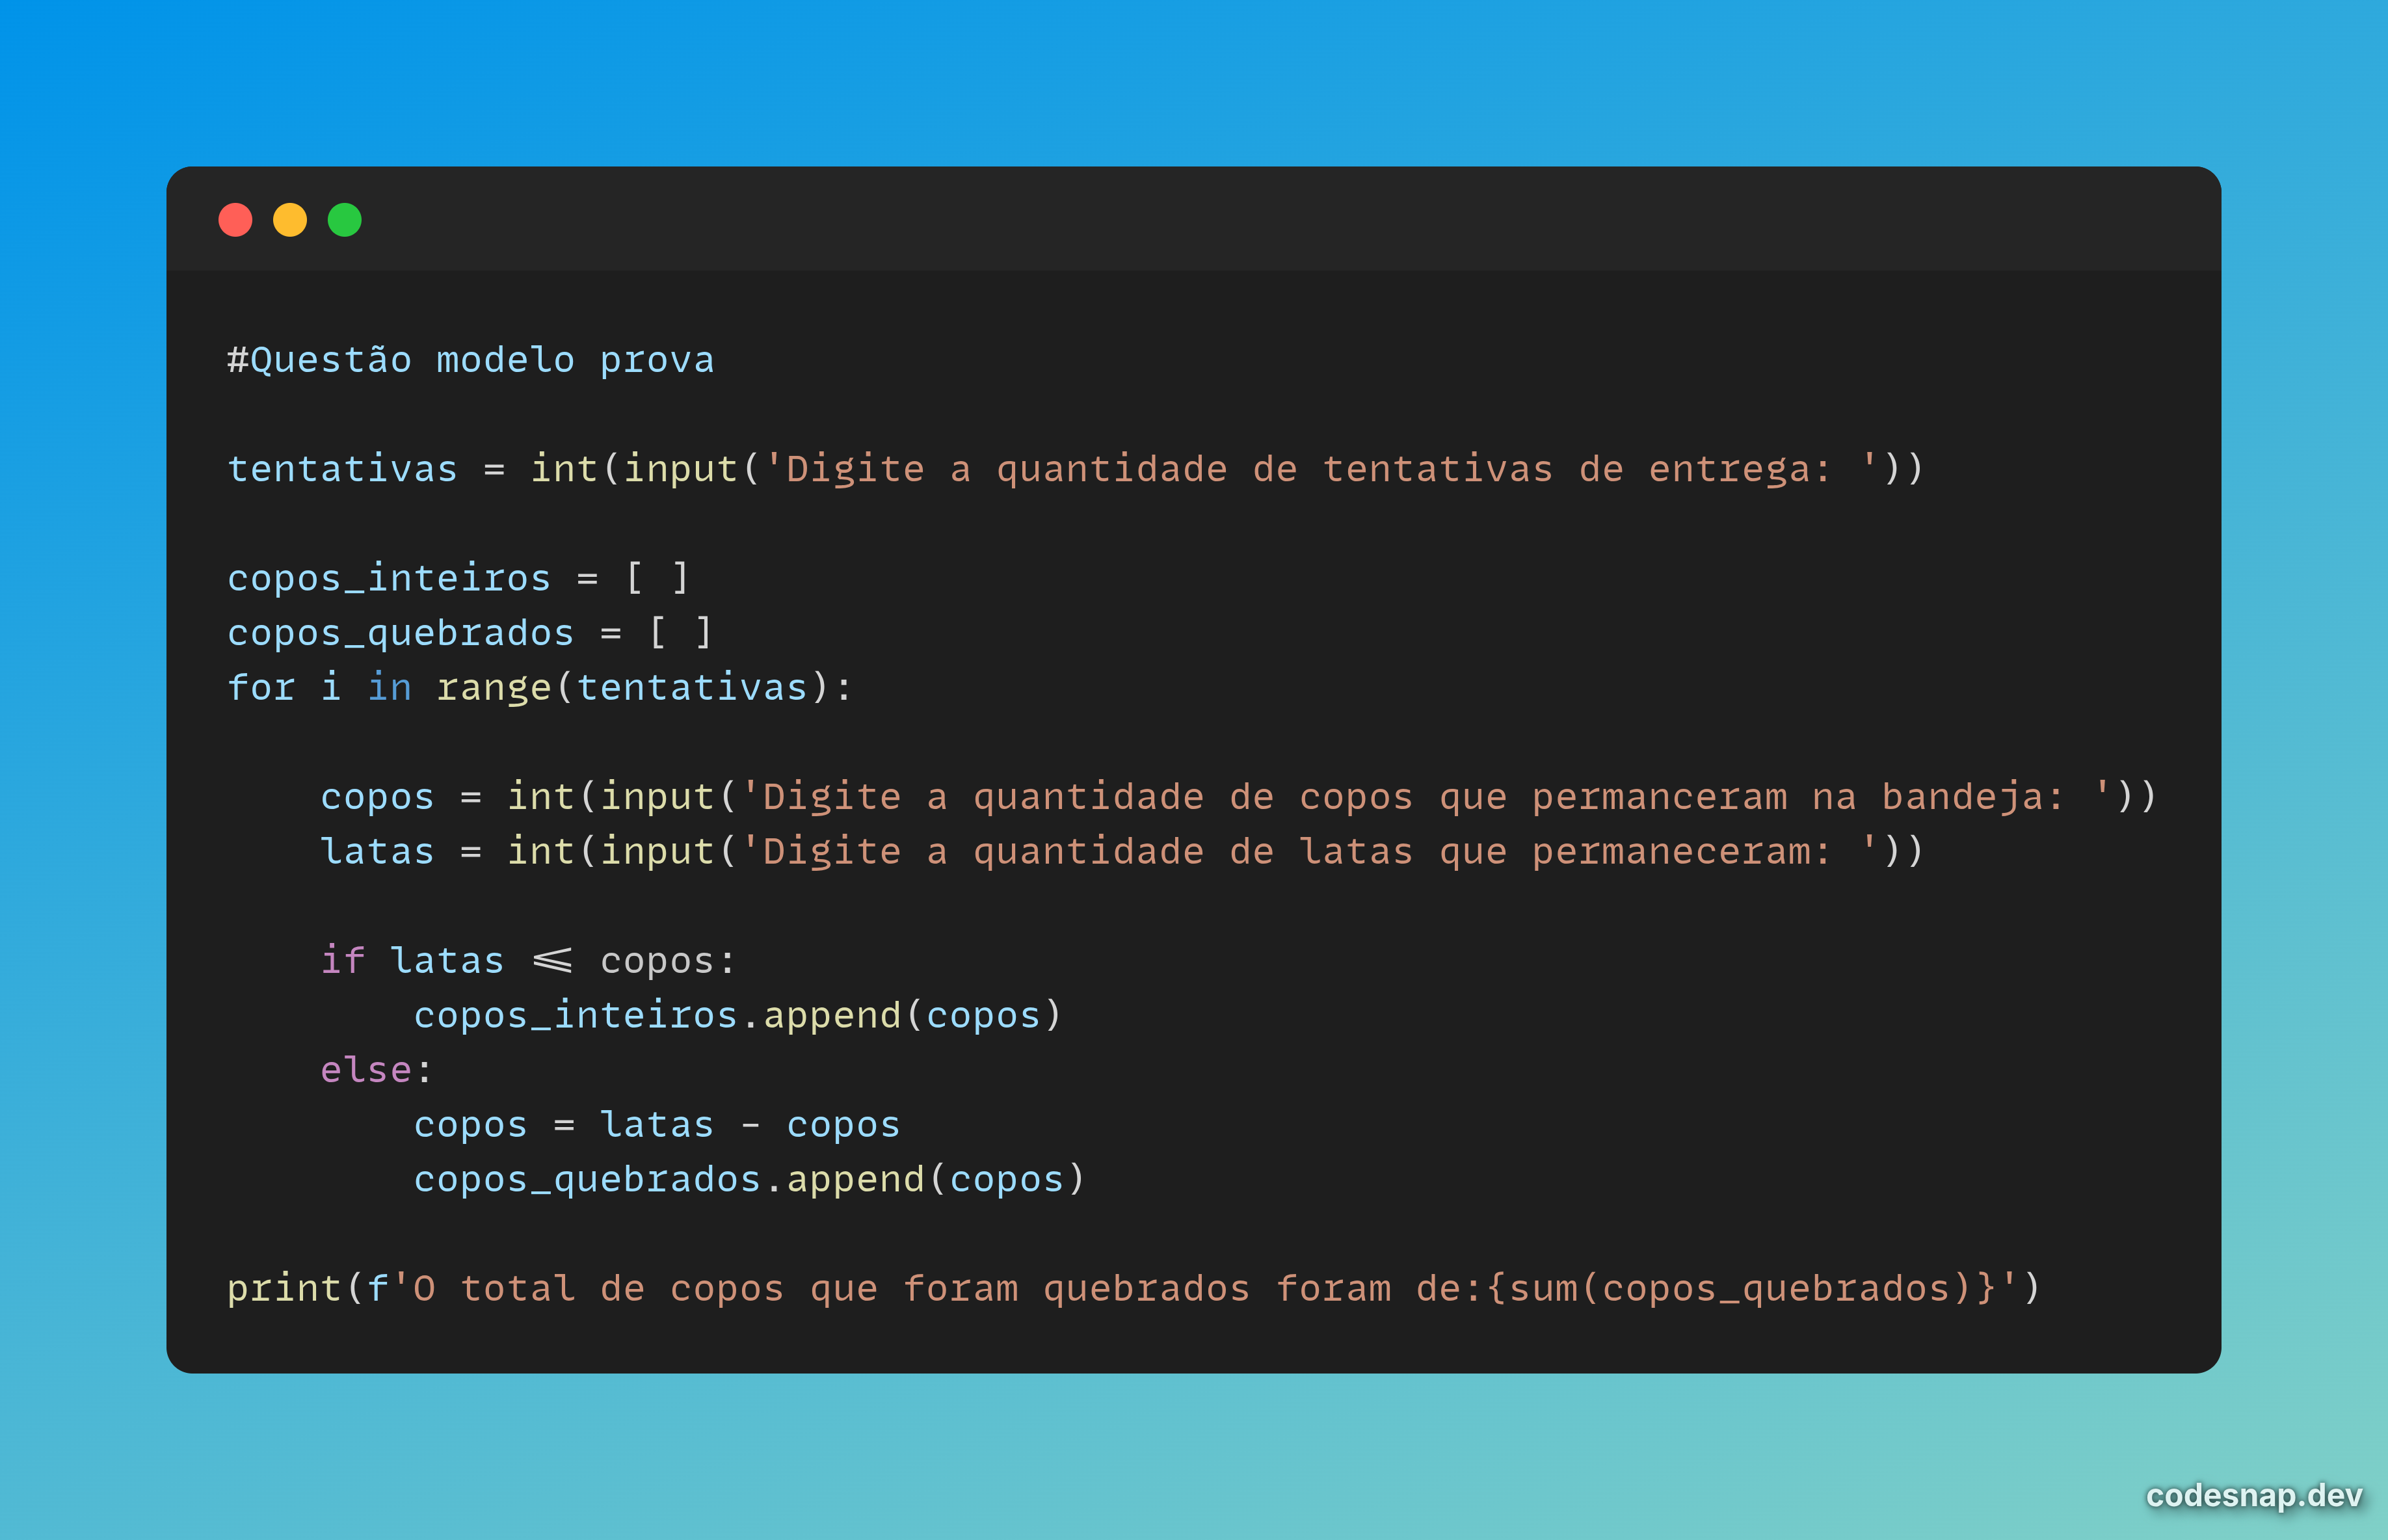 #Questão modelo prova
tentativas = int(input('Digite a quantidade de tentativas de entrega: '))
copos_inteiros = [ ]
copos_quebrados = [ ]
for i in range(tentativas):
    copos = int(input('Digite a quantidade de copos que permanceram na bandeja: '))
    latas = int(input('Digite a quantidade de latas que permaneceram: '))
    if latas <= copos:
        copos_inteiros.append(copos)
    else:
        copos = latas - copos
        copos_quebrados.append(copos)
print(f'O total de copos que foram quebrados foram de:{sum(copos_quebrados)}')
codesnap.dev